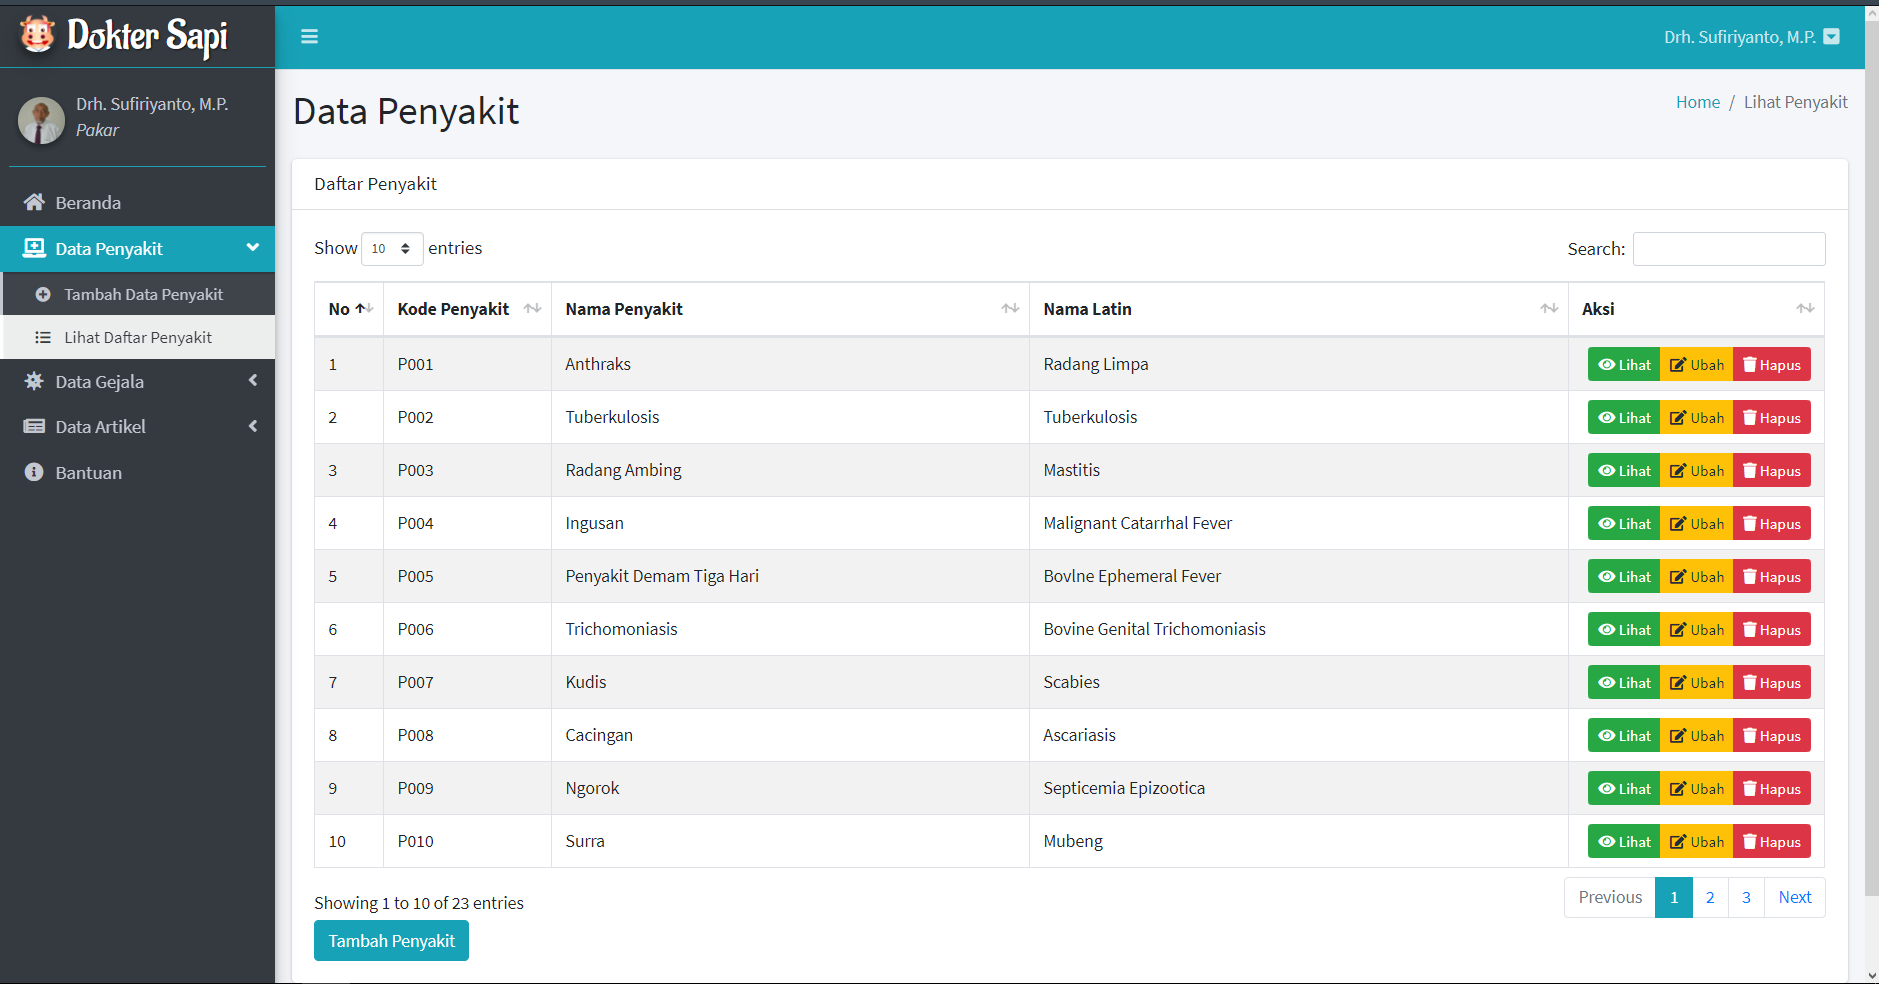 Dokter Sapi
Drh. Sufiriyanto, M.P.
Drh. Sufiriyanto, M.P.
Pakar
Beranda
Data Penyakit
Tambah Data Penyakit
Lihat Daftar Penyakit
Data Gejala
Data Artikel
Bantuan
Data Penyakit
Home / Lihat Penyakit
Daftar Penyakit
Show 10 entries
Search:
No Kode Penyakit Nama Penyakit Nama Latin Aksi
1 P001 Anthraks Radang Limpa Lihat Ubah Hapus
2 P002 Tuberkulosis Tuberkulosis Lihat Ubah Hapus
3 P003 Radang Ambing Mastitis Lihat Ubah Hapus
4 P004 Ingusan Malignant Catarrhal Fever Lihat Ubah Hapus
5 P005 Penyakit Demam Tiga Hari Bovlne Ephemeral Fever Lihat Ubah Hapus
6 P006 Trichomoniasis Bovine Genital Trichomoniasis Lihat Ubah Hapus
7 P007 Kudis Scabies Lihat Ubah Hapus
8 P008 Cacingan Ascariasis Lihat Ubah Hapus
9 P009 Ngorok Septicemia Epizootica Lihat Ubah Hapus
10 P010 Surra Mubeng Lihat Ubah Hapus
Showing 1 to 10 of 23 entries
Previous 1 2 3 Next
Tambah Penyakit